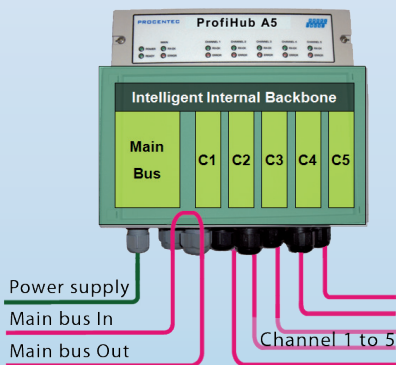 PROCENTEC ProfiHub A5
Intelligent Internal Backbone
Main
Bus
C1 C2 C3 C4 C5
Power supply
Main bus In
Main bus Out
Channel 1 to 5